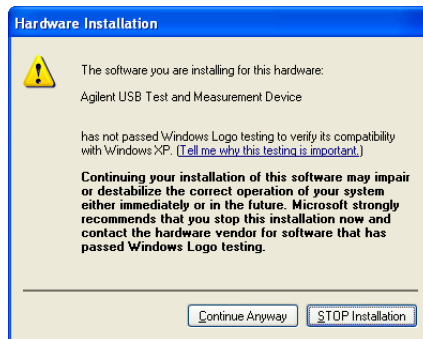 Hardware Installation
The software you are installing for this hardware:
Agilent USB Test and Measurement Device
has not passed Windows Logo testing to verify its compatibility
with Windows XP. (Tell me why this testing is important.)
Continuing your installation of this software may impair
or destabilize the correct operation of your system
either immediately or in the future. Microsoft strongly
recommends that you stop this installation now and
contact the hardware vendor for software that has
passed Windows Logo testing.
Continue Anyway STOP Installation